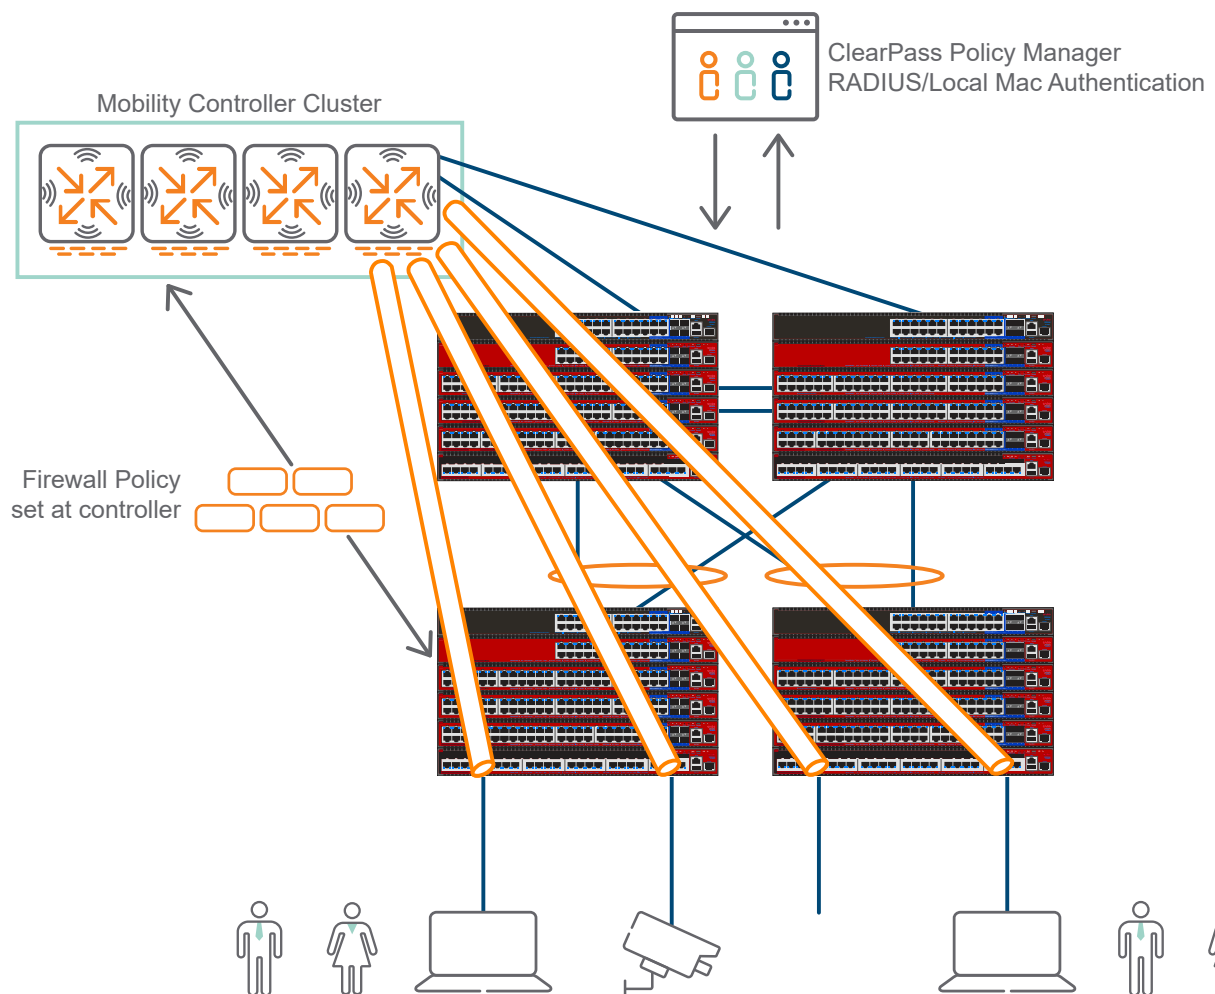 ClearPass Policy Manager
RADIUS/Local Mac Authentication
Mobility Controller Cluster
Firewall Policy
set at controller